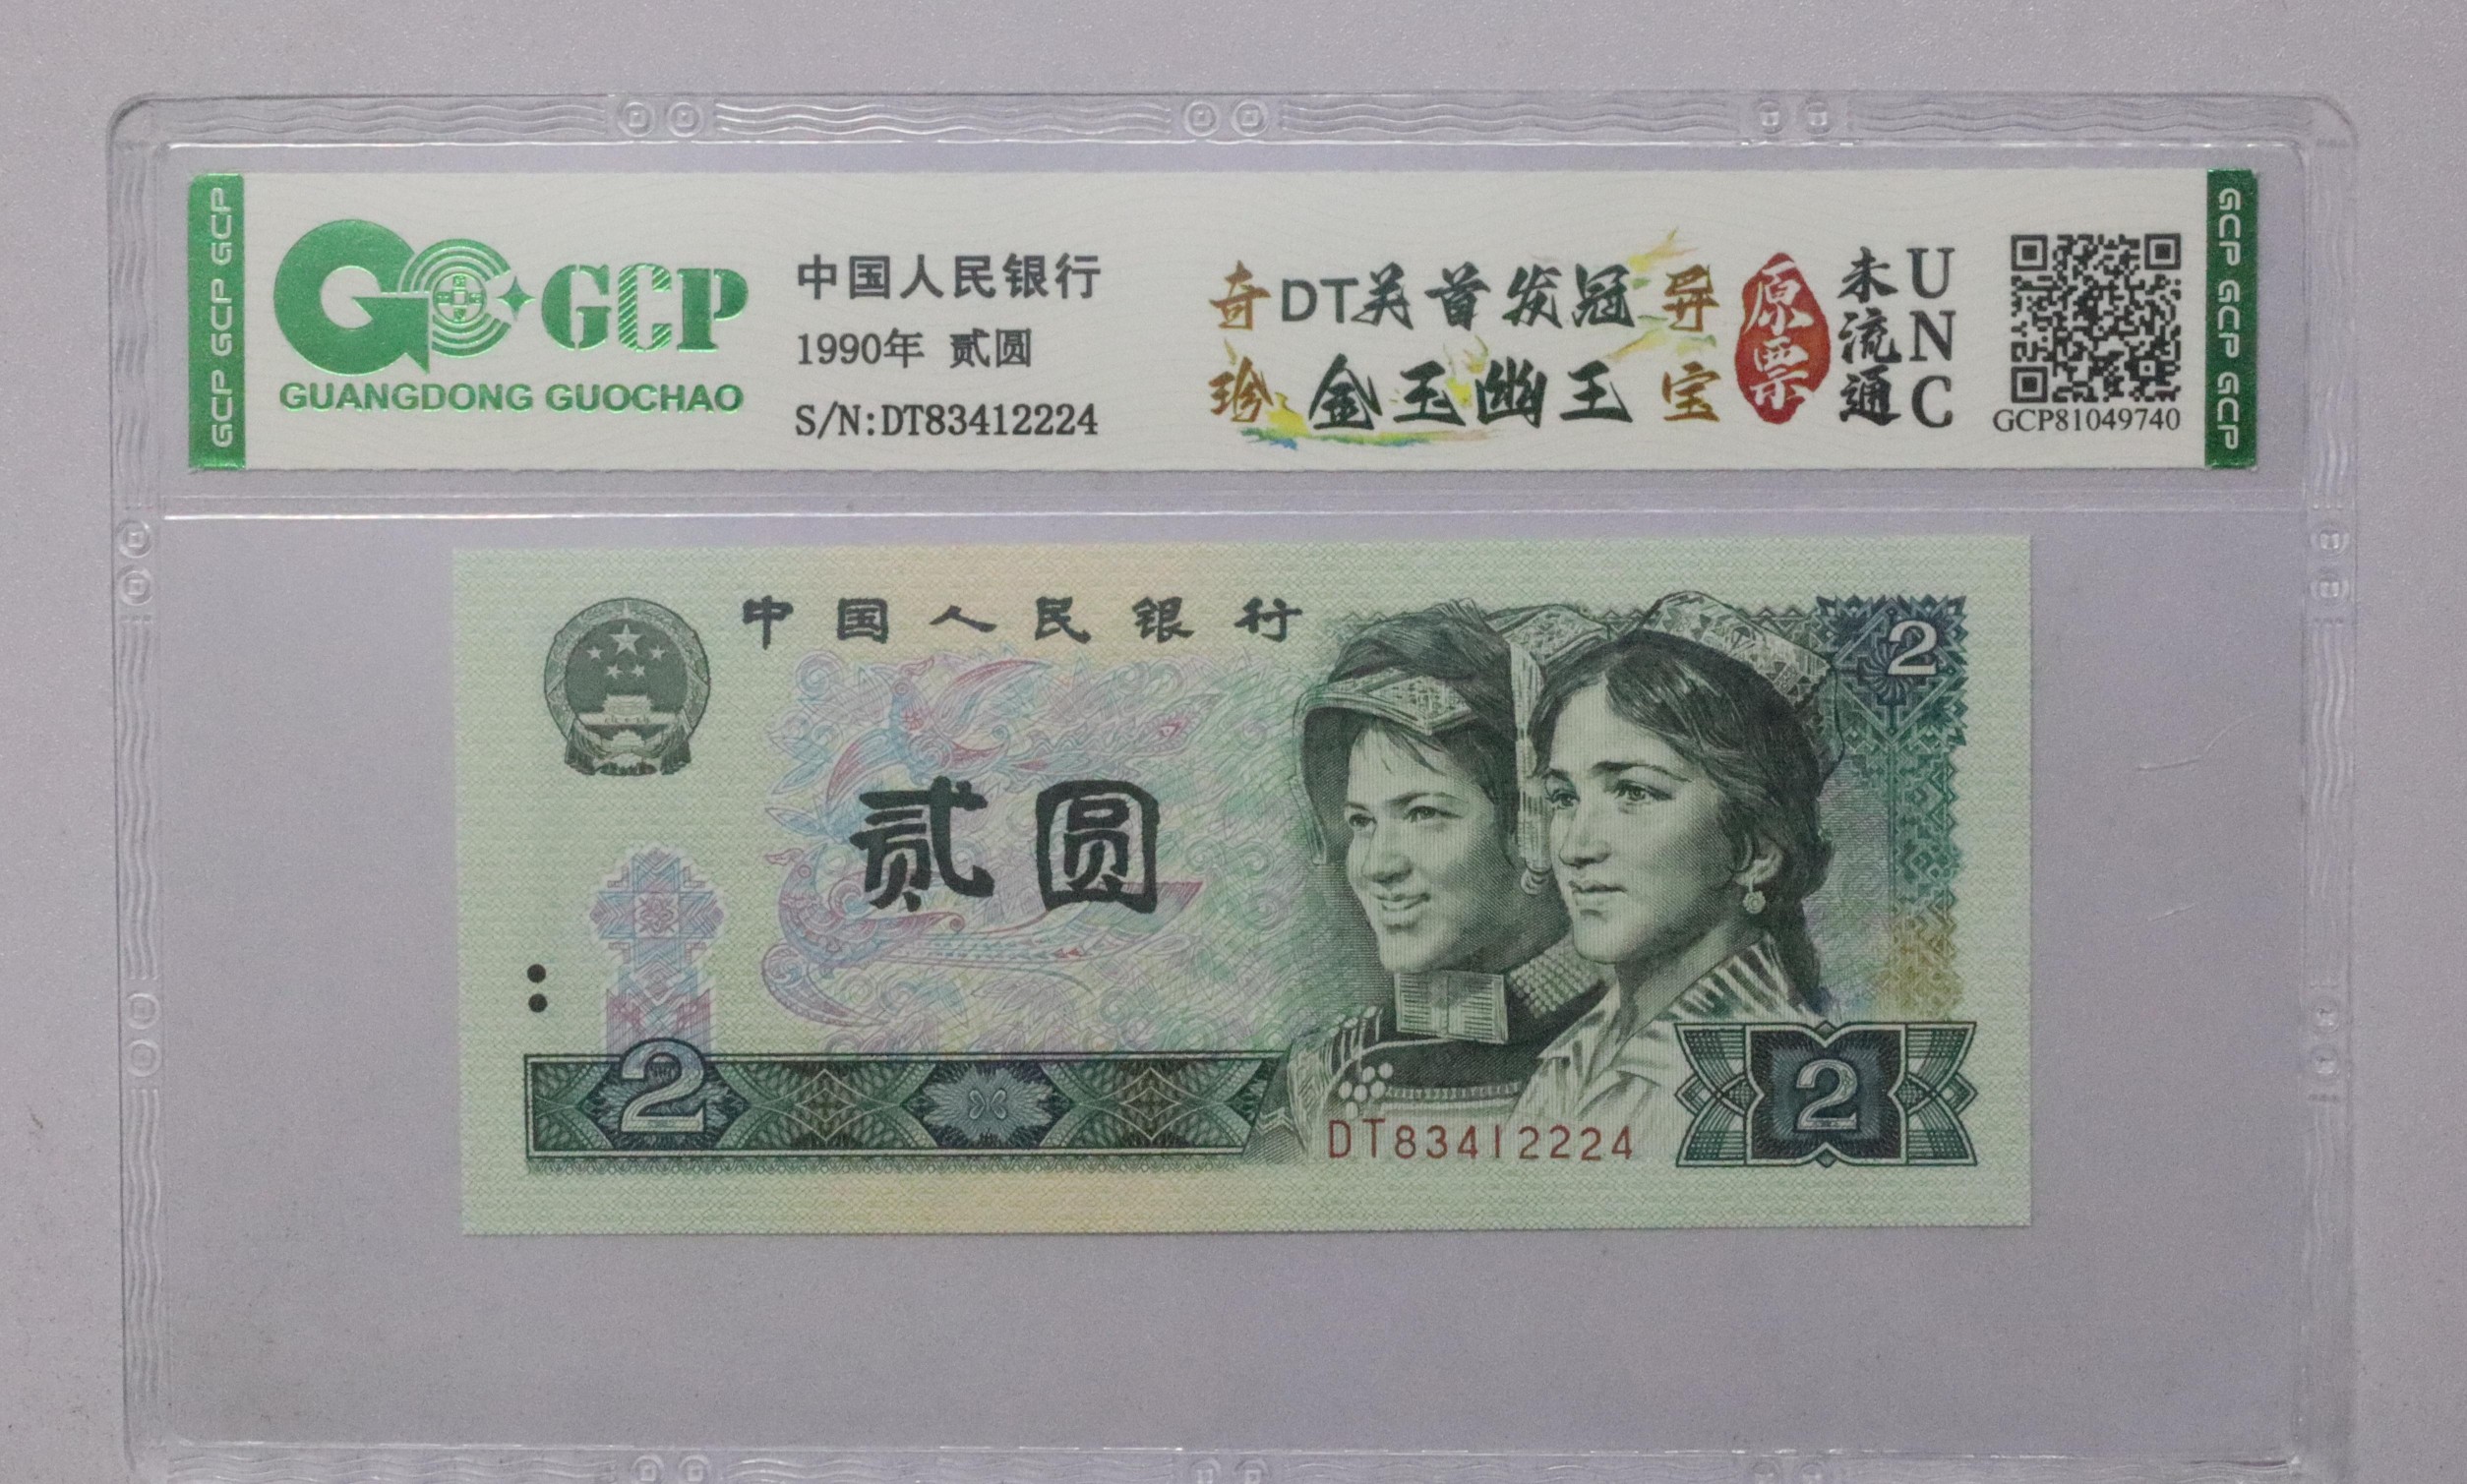 GCP GCP GCP
GCP
GUANGDONG GUOCHAO
中国人民银行
1990年 贰圆
S/N:DT83412224
奇DT关首发冠异
珍金玉幽王宝
原票
未流通
UNC
GCP81049740
GCP GCP GCP
中国人民银行
2
贰圆
2
DT83412224
2